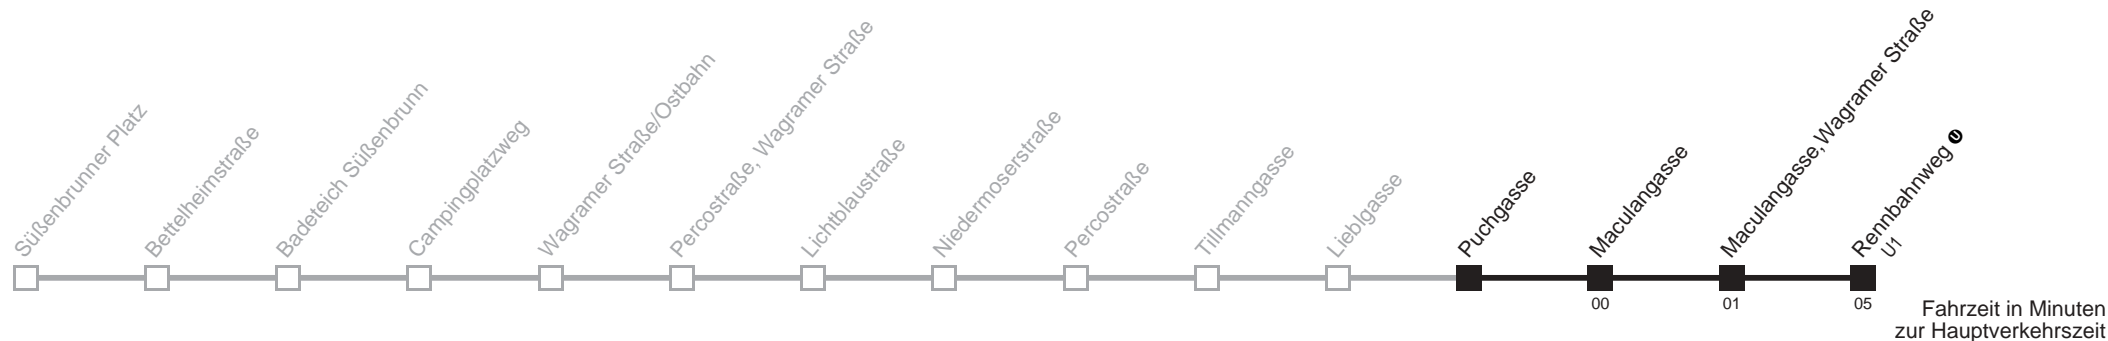 Süßenbrunner Platz
Bettelheimstraße
Badeteich Süßenbrunn
Campingplatzweg
Wagramer Straße/Ostbahn
Percostraße, Wagramer Straße
Lichtblaustraße
Niedermoserstraße
Percostraße
Tillmanngasse
Lieblgasse
Puchgasse
Maculangasse
Maculangasse, Wagramer Straße
Rennbahnweg U
U1
00
01
05
Fahrzeit in Minuten
zur Hauptverkehrszeit